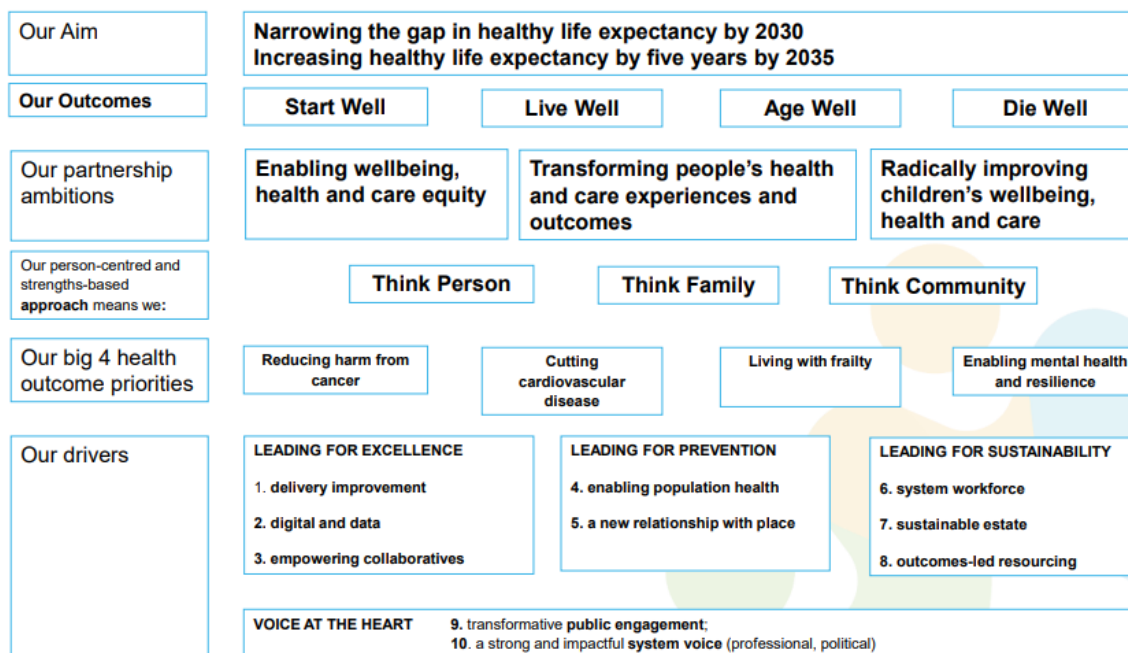 Our Aim
Narrowing the gap in healthy life expectancy by 2030
Increasing healthy life expectancy by five years by 2035
Our Outcomes
Start Well
Live Well
Age Well
Die Well
Our partnership
ambitions
Enabling wellbeing,
health and care equity
Transforming people's health
and care experiences and
outcomes
Radically improving
children's wellbeing,
health and care
Our person-centred and
strengths-based
approach means we:
Think Person
Think Family
Think Community
Our big 4 health
outcome priorities
Reducing harm from
cancer
Cutting
cardiovascular
disease
Living with frailty
Enabling mental health
and resilience
Our drivers
LEADING FOR EXCELLENCE
1. delivery improvement
2. digital and data
3. empowering collaboratives
LEADING FOR PREVENTION
4. enabling population health
5. a new relationship with place
LEADING FOR SUSTAINABILITY
6. system workforce
7. sustainable estate
8. outcomes-led resourcing
VOICE AT THE HEART
9. transformative public engagement;
10. a strong and impactful system voice (professional, political)